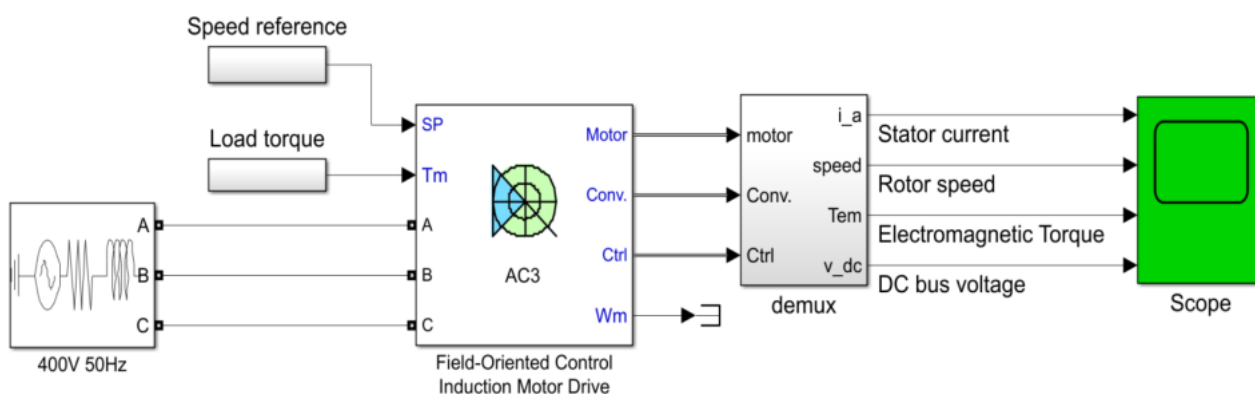 Speed reference
Load torque
SP
Tm
A
B
C
400V 50Hz
A
B
C
AC3
Motor
Conv.
Ctrl
Wm
Field-Oriented Control
Induction Motor Drive
motor
Conv.
Ctrl
i_a
speed
Tem
v_dc
demux
Stator current
Rotor speed
Electromagnetic Torque
DC bus voltage
Scope